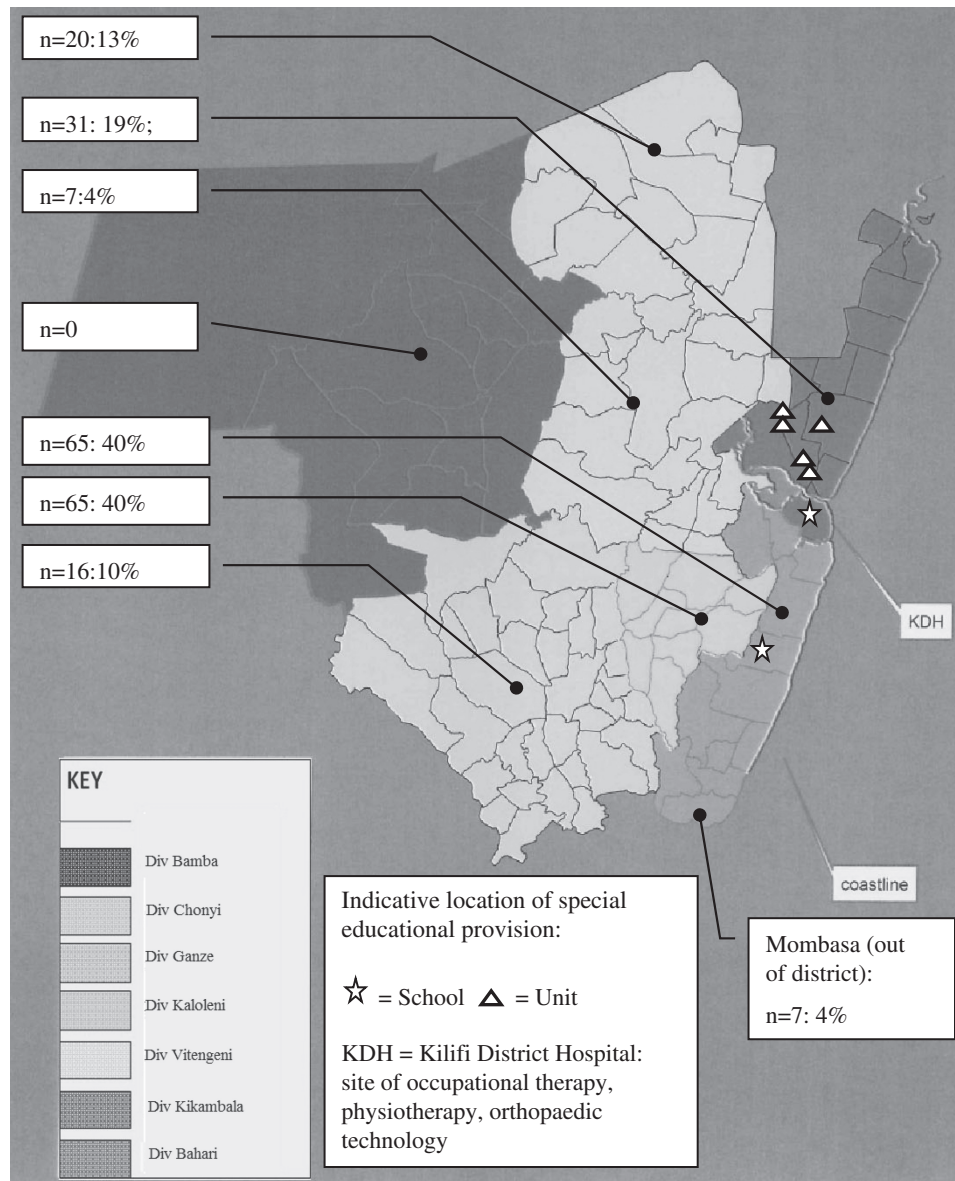 n=20:13%
n=31: 19%;
n=7:4%
n=0
n=65: 40%
n=65: 40%
n=16:10%
KDH
coastline
KEY
Div Bamba
Div Chonyi
Div Ganze
Div Kaloleni
Div Vitengeni
Div Kikambala
Div Bahari
Indicative location of special
educational provision:
☆ = School △ = Unit
KDH = Kilifi District Hospital:
site of occupational therapy,
physiotherapy, orthopaedic
technology
Mombasa (out
of district):
n=7: 4%